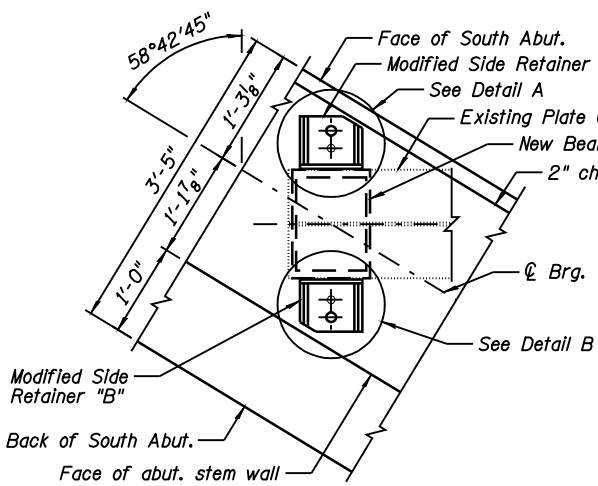 58°42'45"
Face of South Abut.
Modified Side Retainer
See Detail A
Existing Plate
New
2" ch
1'-3⅛"
3'-5"
1'-1⅞"
1'-0"
℄ Brg.
See Detail B
Modified Side
Retainer "B"
Back of South Abut.
Face of abut. stem wall